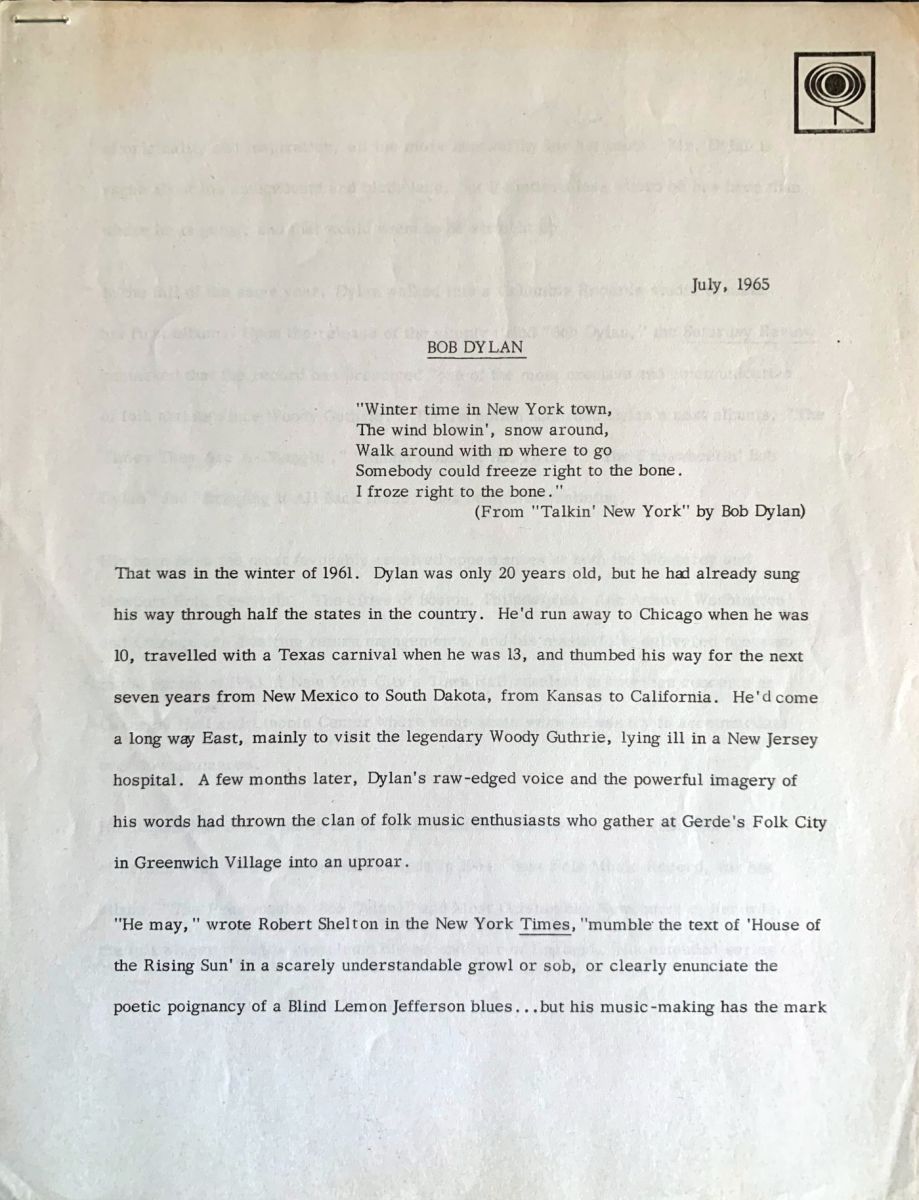 July, 1965
BOB DYLAN
"Winter time in New York town,
The wind blowin', snow around,
Walk around with no where to go
Somebody could freeze right to the bone.
I froze right to the bone."
(From "Talkin' New York" by Bob Dylan)
That was in the winter of 1961. Dylan was only 20 years old, but he had already sung
his way through half the states in the country. He'd run away to Chicago when he was
10, travelled with a Texas carnival when he was 13, and thumbed his way for the next
seven years from New Mexico to South Dakota, from Kansas to California. He'd come
a long way East, mainly to visit the legendary Woody Guthrie, lying ill in a New Jersey
hospital. A few months later, Dylan's raw-edged voice and the powerful imagery of
his words had thrown the clan of folk music enthusiasts who gather at Gerde's Folk City
in Greenwich Village into an uproar.
"He may," wrote Robert Shelton in the New York Times, "mumble the text of 'House of
the Rising Sun' in a scarely understandable growl or sob, or clearly enunciate the
poetic poignancy of a Blind Lemon Jefferson blues...but his music-making has the mark